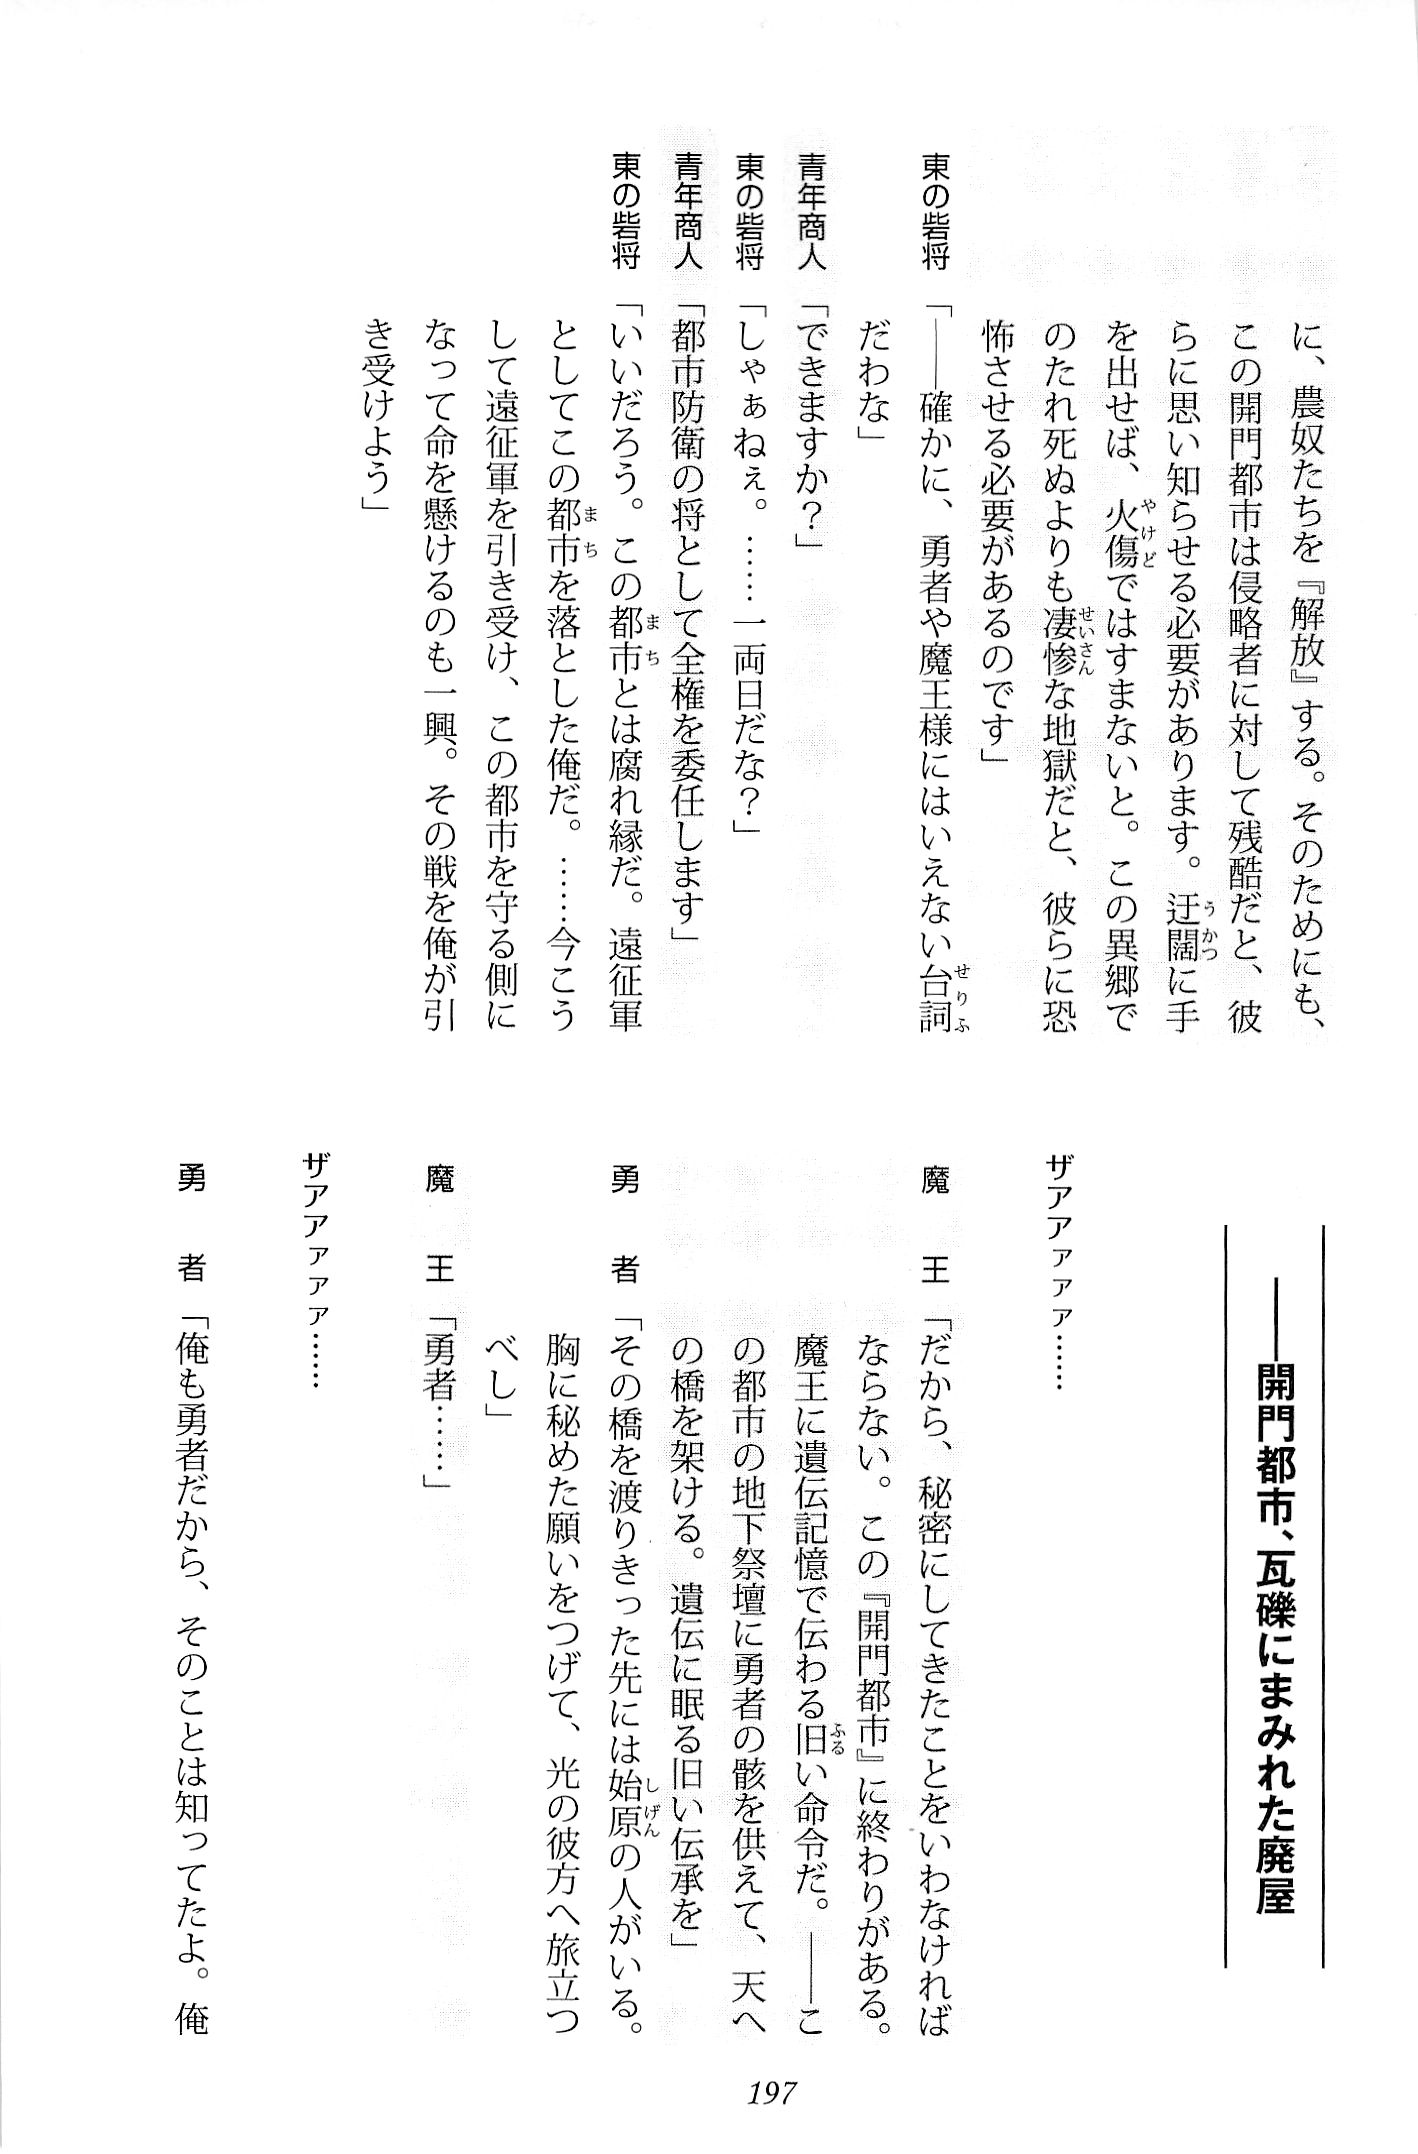 に、農奴たちを『解放』する。そのためにも、
この開門都市は侵略者に対して残酷だと、彼
らに思い知らせる必要があります。迂闊に手
を出せば、火傷ではすまないと。この異郷で
のたれ死ぬよりも凄惨な地獄だと、彼らに恐
怖させる必要があるのです」
東の砦将「――確かに、勇者や魔王様にはいえない台詞
だわな」
青年商人「できますか?」
東の砦将「しゃぁねぇ。……一両日だな?」
青年商人「都市防衛の将として全権を委任します」
東の砦将「いいだろう。この都市とは腐れ縁だ。遠征軍
としてこの都市を落とした俺だ。……今こう
して遠征軍を引き受け、この都市を守る側に
なって命を懸けるのも一興。その戦を俺が引
き受けよう」
――開門都市、瓦礫にまみれた廃屋
ザアアァァァ……
魔 王「だから、秘密にしてきたことをいわなければ
ならない。この『開門都市』に終わりがある。
魔王に遺伝記憶で伝わる旧い命令だ。――こ
の都市の地下祭壇に勇者の骸を供えて、天へ
の橋を架ける。遺伝に眠る旧い伝承を」
勇 者「その橋を渡りきった先には始原の人がいる。
胸に秘めた願いをつげて、光の彼方へ旅立つ
べし」
魔 王「勇者……」
ザアアァァァ……
勇 者「俺も勇者だから、そのことは知ってたよ。俺
197